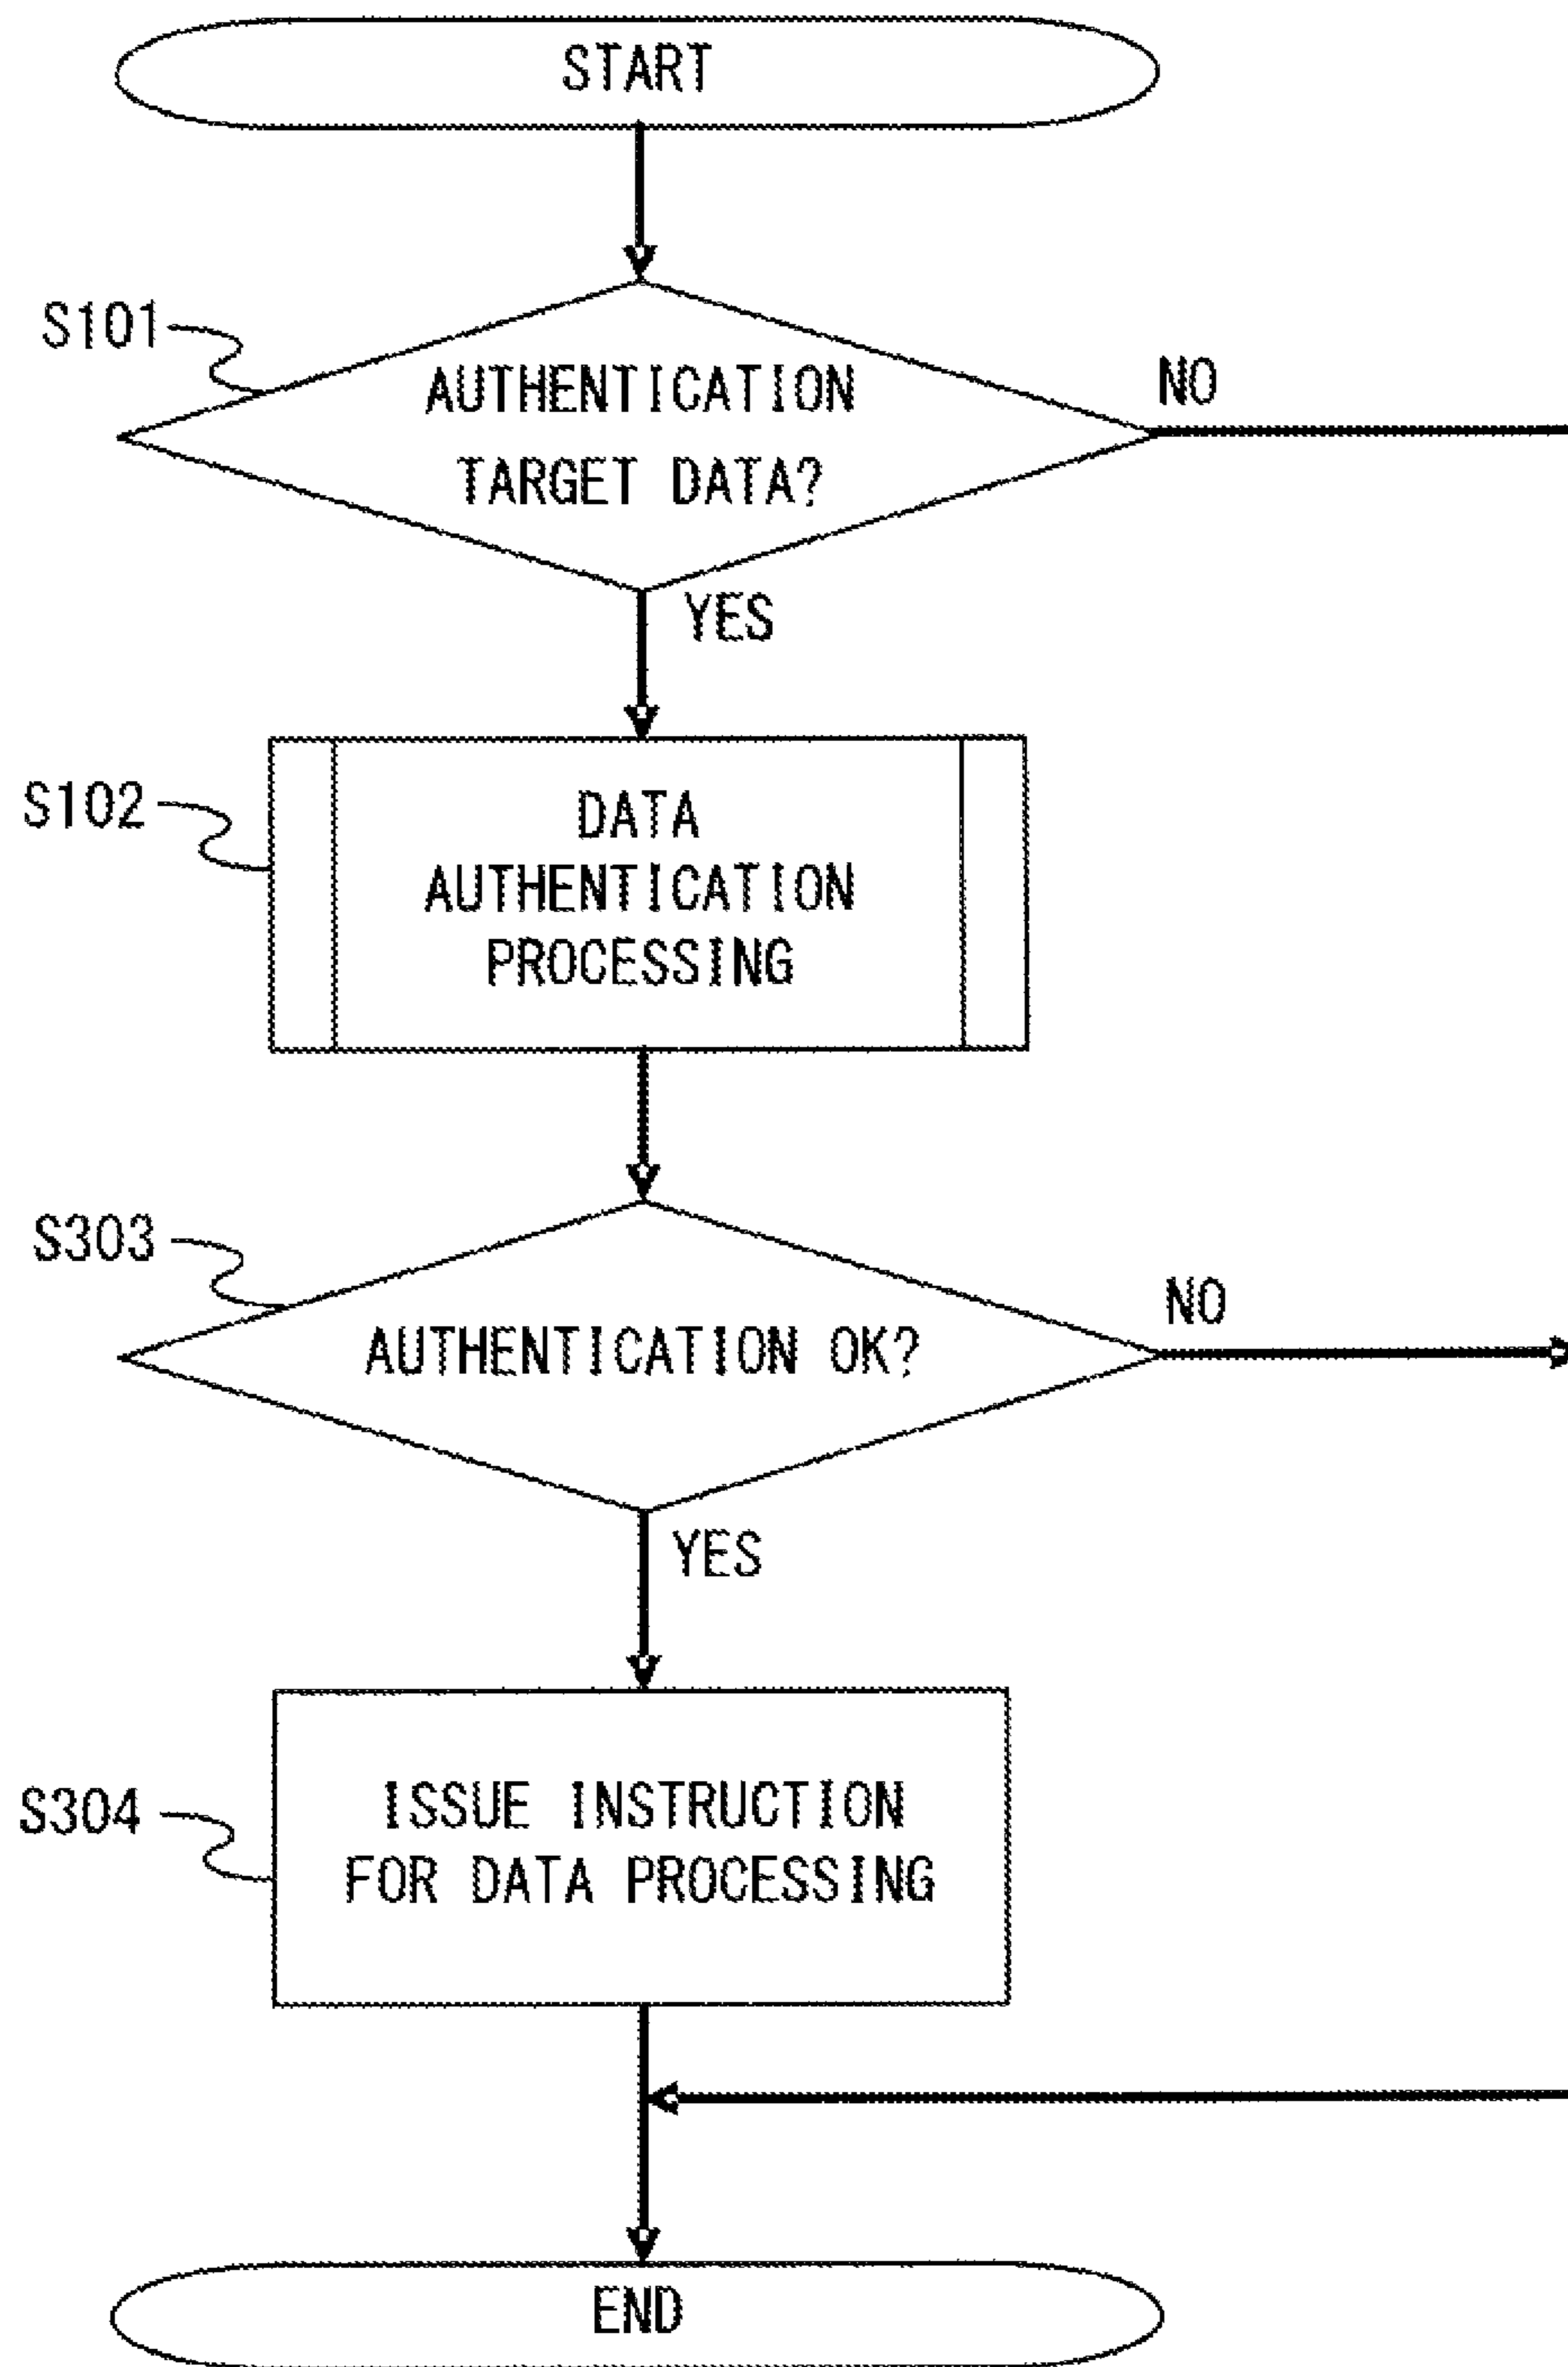 START
S101
AUTHENTICATION
TARGET DATA?
NO
YES
S102
DATA
AUTHENTICATION
PROCESSING
S303
AUTHENTICATION OK?
NO
YES
S304
ISSUE INSTRUCTION
FOR DATA PROCESSING
END